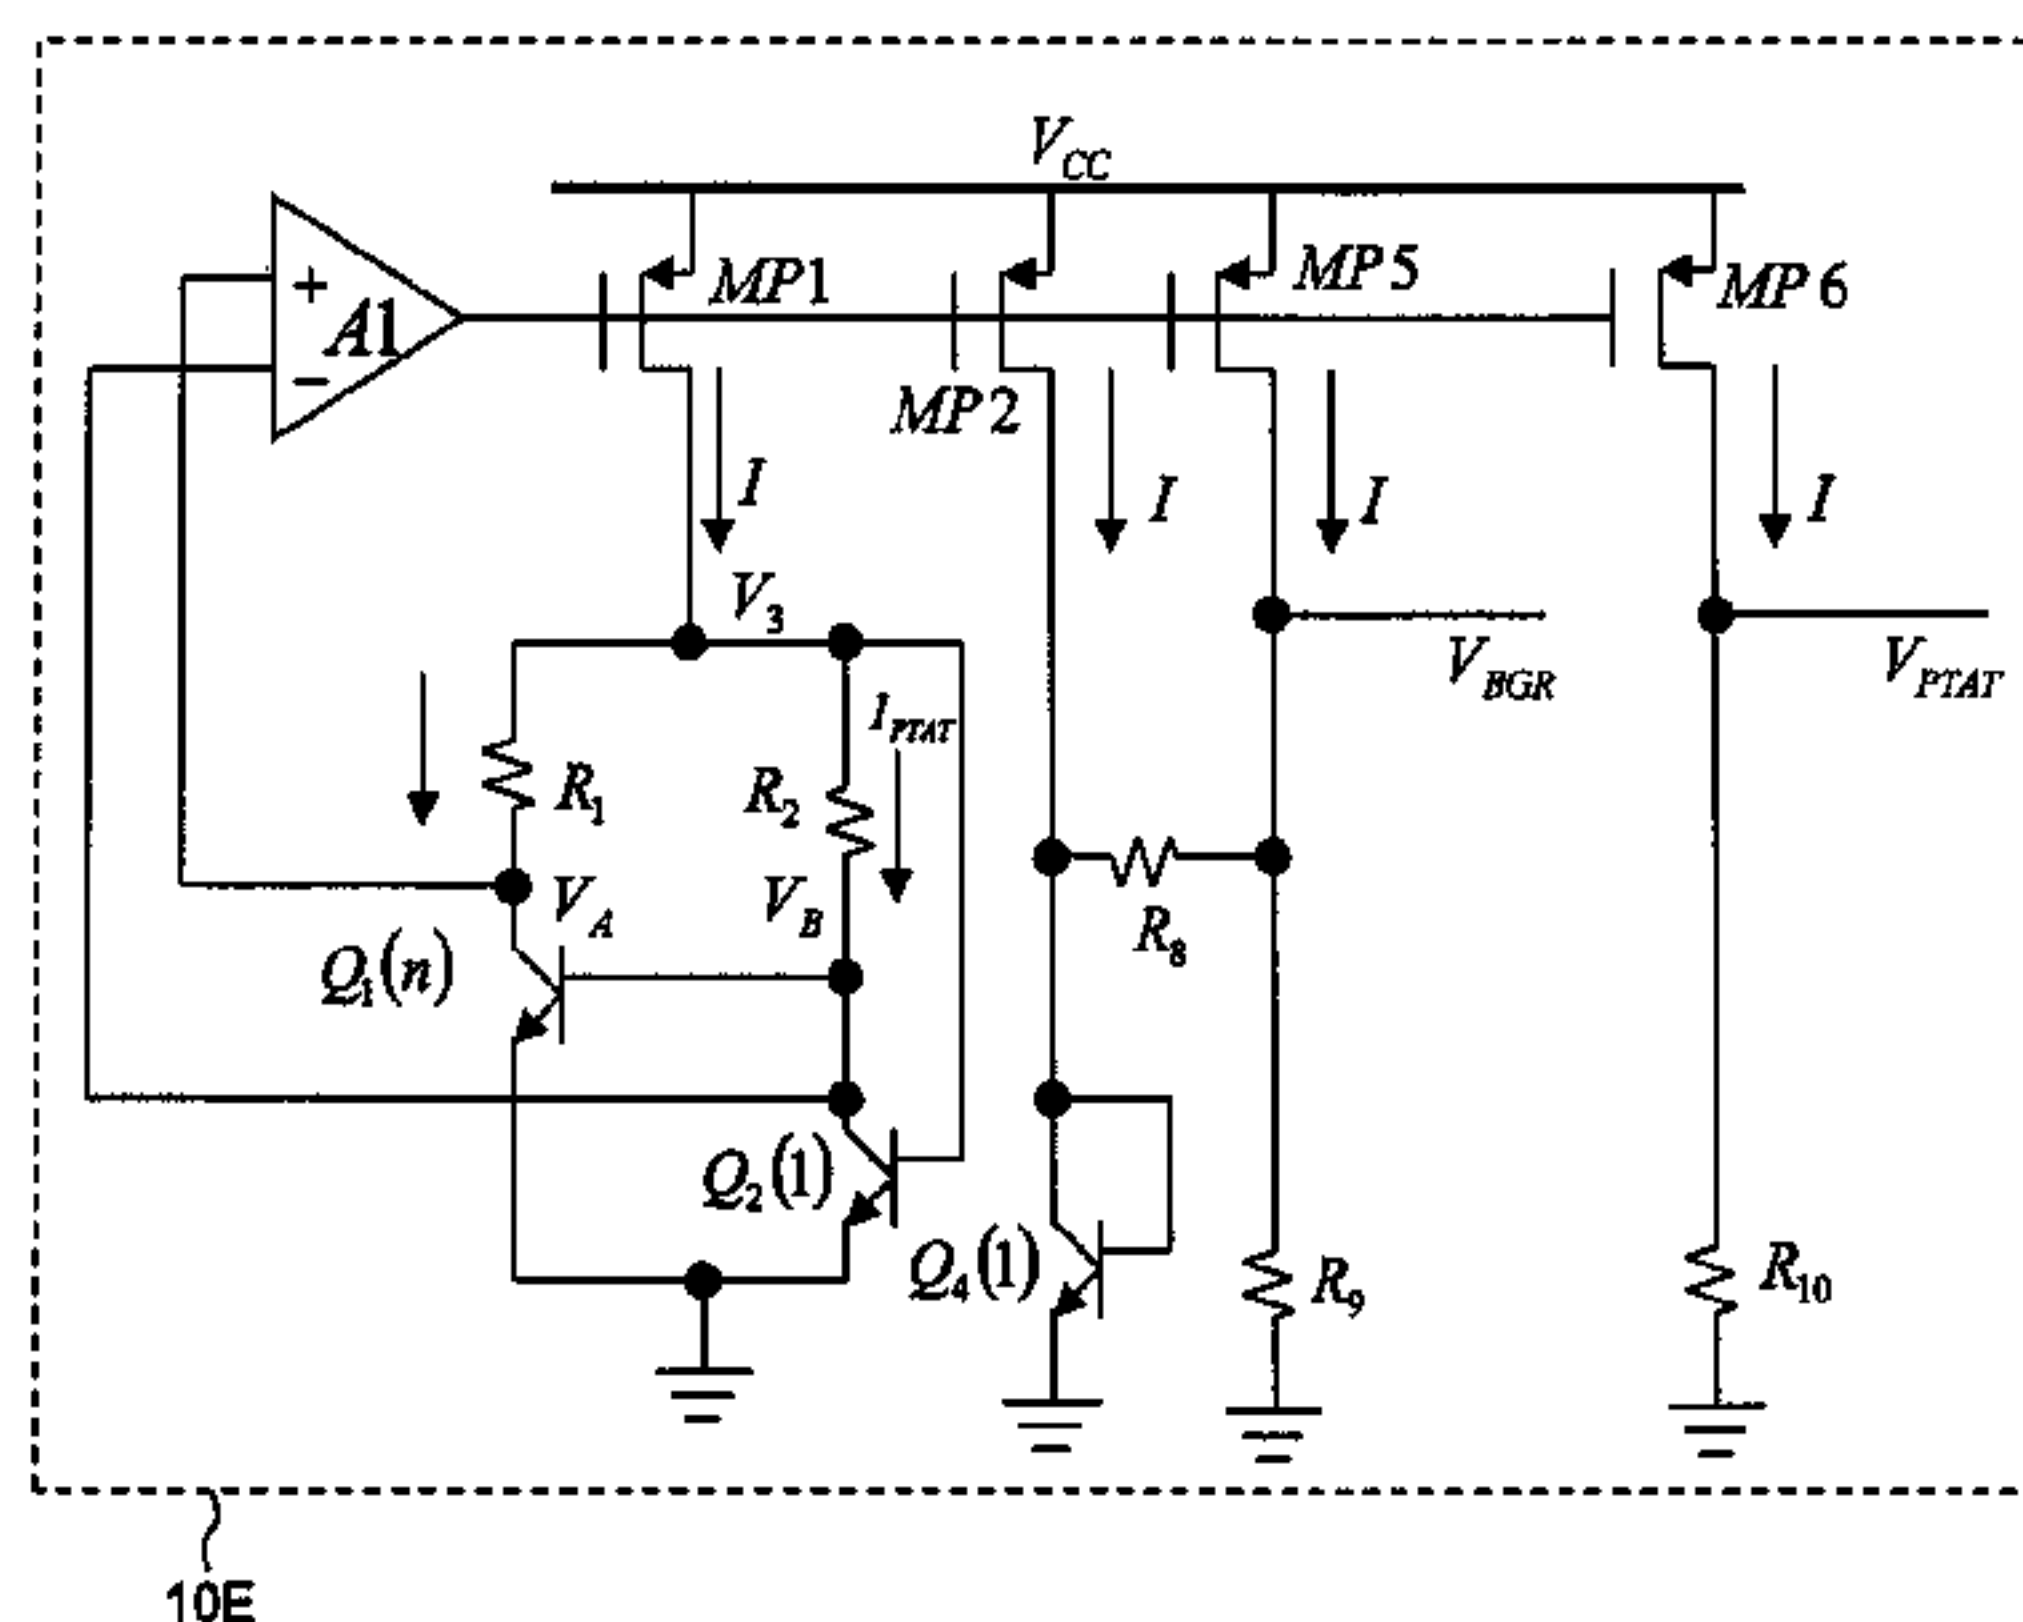 V_CC
+
A1
−
MP1
MP2
MP5
MP6
I
I
I
I
V_3
V_BGR
V_PTAT
I_PTAT
R_1
R_2
V_A
V_B
R_8
Q_1(n)
Q_2(1)
Q_4(1)
R_9
R_10
10E